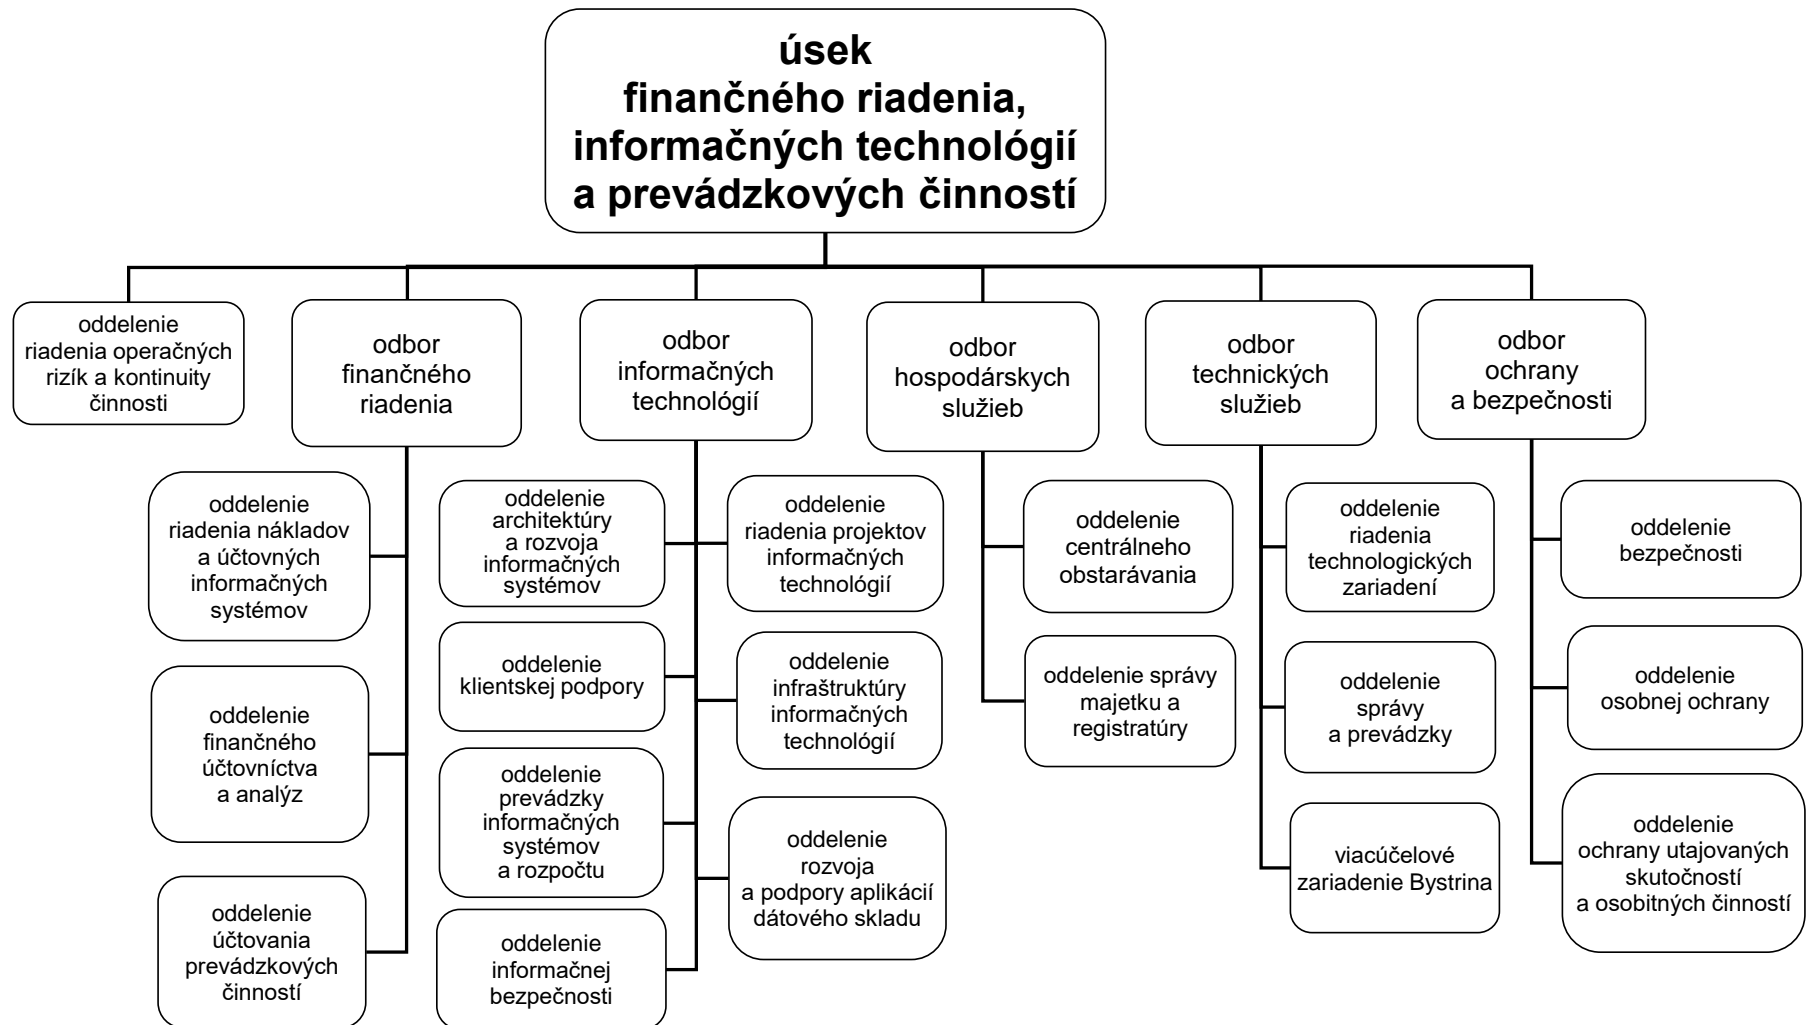 úsek
finančného riadenia,
informačných technológií
a prevádzkových činností
oddelenie
riadenia operačných
rizík a kontinuity
činnosti
odbor
finančného
riadenia
odbor
informačných
technológií
odbor
hospodárskych
služieb
odbor
technických
služieb
odbor
ochrany
a bezpečnosti
oddelenie
riadenia nákladov
a účtovných
informačných
systémov
oddelenie
finančného
účtovníctva
a analýz
oddelenie
účtovania
prevádzkových
činností
oddelenie
architektúry
a rozvoja
informačných
systémov
oddelenie
klientskej podpory
oddelenie
prevádzky
informačných
systémov
a rozpočtu
oddelenie
informačnej
bezpečnosti
oddelenie
riadenia projektov
informačných
technológií
oddelenie
infraštruktúry
informačných
technológií
oddelenie
rozvoja
a podpory aplikácií
dátového skladu
oddelenie
centrálneho
obstarávania
oddelenie správy
majetku a
registratúry
oddelenie
riadenia
technologických
zariadení
oddelenie
správy
a prevádzky
viacúčelové
zariadenie Bystrina
oddelenie
bezpečnosti
oddelenie
osobnej ochrany
oddelenie
ochrany utajovaných
skutočností
a osobitných činností